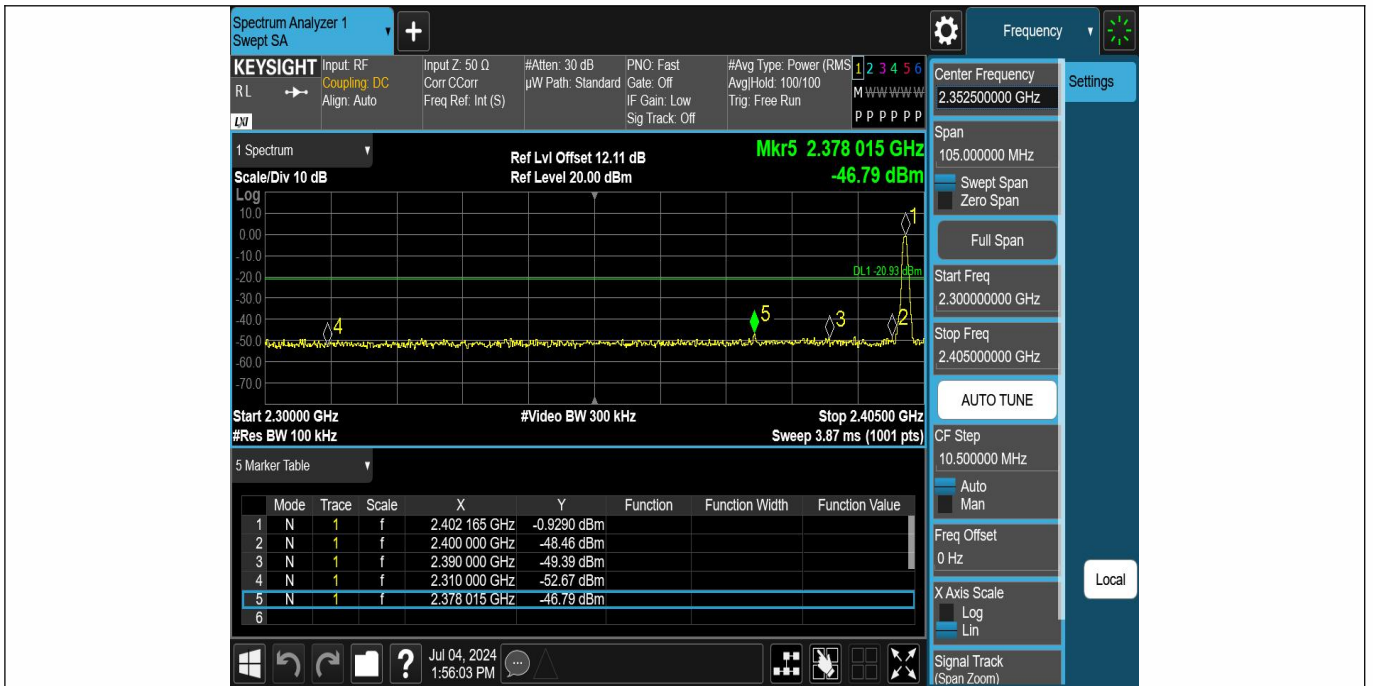 Spectrum Analyzer 1
Swept SA
+
Frequency
KEYSIGHT
RL
LXI
Input: RF
Coupling: DC
Align: Auto
Input Z: 50 Ω
Corr CCorr
Freq Ref: Int (S)
#Atten: 30 dB
µW Path: Standard
PNO: Fast
Gate: Off
IF Gain: Low
Sig Track: Off
#Avg Type: Power (RMS
Avg|Hold: 100/100
Trig: Free Run
1 2 3 4 5 6
M W W W W W
P P P P P P
1 Spectrum
Scale/Div 10 dB
Ref Lvl Offset 12.11 dB
Ref Level 20.00 dBm
Mkr5 2.378 015 GHz
-46.79 dBm
Log
10.0
0.00
-10.0
-20.0
-30.0
-40.0
-50.0
-60.0
-70.0
1
DL1 -20.93 dBm
4
5
3
2
Start 2.30000 GHz
#Video BW 300 kHz
Stop 2.40500 GHz
#Res BW 100 kHz
Sweep 3.87 ms (1001 pts)
5 Marker Table
Mode Trace Scale X Y Function Function Width Function Value
1 N 1 f 2.402 165 GHz -0.9290 dBm
2 N 1 f 2.400 000 GHz -48.46 dBm
3 N 1 f 2.390 000 GHz -49.39 dBm
4 N 1 f 2.310 000 GHz -52.67 dBm
5 N 1 f 2.378 015 GHz -46.79 dBm
6
?
Jul 04, 2024
1:56:03 PM
Center Frequency
2.352500000 GHz
Settings
Span
105.000000 MHz
Swept Span
Zero Span
Full Span
Start Freq
2.300000000 GHz
Stop Freq
2.405000000 GHz
AUTO TUNE
CF Step
10.500000 MHz
Auto
Man
Freq Offset
0 Hz
Local
X Axis Scale
Log
Lin
Signal Track
(Span Zoom)